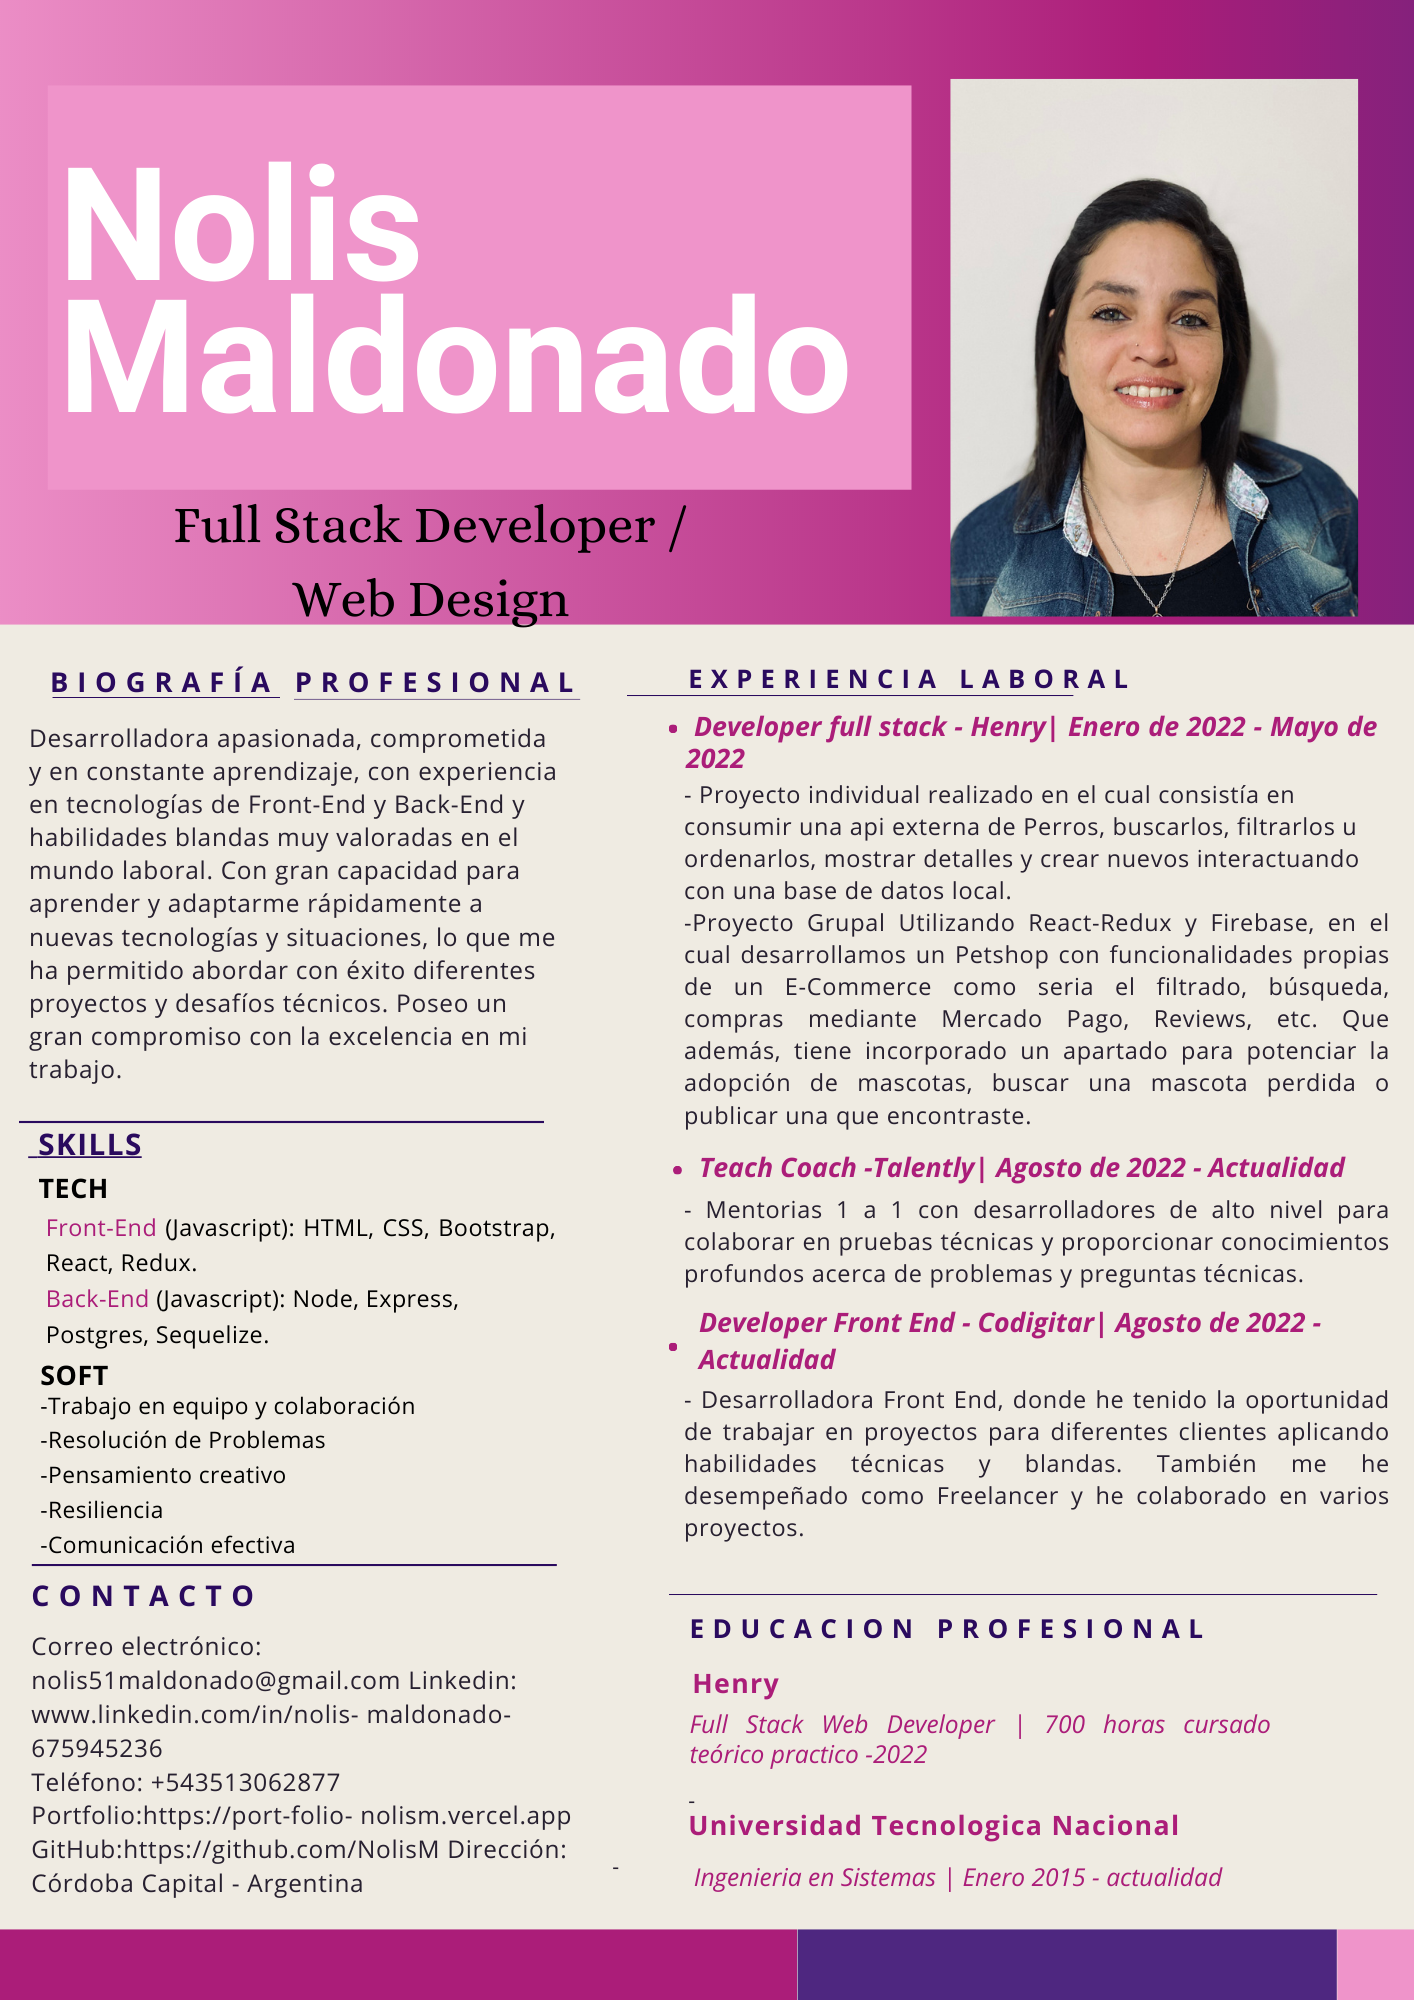 Nolis
Maldonado
Full Stack Developer /
Web Design
BIOGRAFÍA PROFESIONAL
Desarrolladora apasionada, comprometida
y en constante aprendizaje, con experiencia
en tecnologías de Front-End y Back-End y
habilidades blandas muy valoradas en el
mundo laboral. Con gran capacidad para
aprender y adaptarme rápidamente a
nuevas tecnologías y situaciones, lo que me
ha permitido abordar con éxito diferentes
proyectos y desafíos técnicos. Poseo un
gran compromiso con la excelencia en mi
trabajo.
SKILLS
TECH
Front-End (Javascript): HTML, CSS, Bootstrap,
React, Redux.
Back-End (Javascript): Node, Express,
Postgres, Sequelize.
SOFT
-Trabajo en equipo y colaboración
-Resolución de Problemas
-Pensamiento creativo
-Resiliencia
-Comunicación efectiva
CONTACTO
Correo electrónico:
nolis51maldonado@gmail.com Linkedin:
www.linkedin.com/in/nolis- maldonado-
675945236
Teléfono: +543513062877
Portfolio:https://port-folio- nolism.vercel.app
GitHub:https://github.com/NolisM Dirección:
Córdoba Capital - Argentina
EXPERIENCIA LABORAL
• Developer full stack - Henry| Enero de 2022 - Mayo de
2022
- Proyecto individual realizado en el cual consistía en
consumir una api externa de Perros, buscarlos, filtrarlos u
ordenarlos, mostrar detalles y crear nuevos interactuando
con una base de datos local.
-Proyecto Grupal Utilizando React-Redux y Firebase, en el
cual desarrollamos un Petshop con funcionalidades propias
de un E-Commerce como seria el filtrado, búsqueda,
compras mediante Mercado Pago, Reviews, etc. Que
además, tiene incorporado un apartado para potenciar la
adopción de mascotas, buscar una mascota perdida o
publicar una que encontraste.
• Teach Coach -Talently| Agosto de 2022 - Actualidad
- Mentorias 1 a 1 con desarrolladores de alto nivel para
colaborar en pruebas técnicas y proporcionar conocimientos
profundos acerca de problemas y preguntas técnicas.
• Developer Front End - Codigitar| Agosto de 2022 -
Actualidad
- Desarrolladora Front End, donde he tenido la oportunidad
de trabajar en proyectos para diferentes clientes aplicando
habilidades técnicas y blandas. También me he
desempeñado como Freelancer y he colaborado en varios
proyectos.
EDUCACION PROFESIONAL
Henry
Full Stack Web Developer | 700 horas cursado
teórico practico -2022
-
Universidad Tecnologica Nacional
-
Ingenieria en Sistemas | Enero 2015 - actualidad